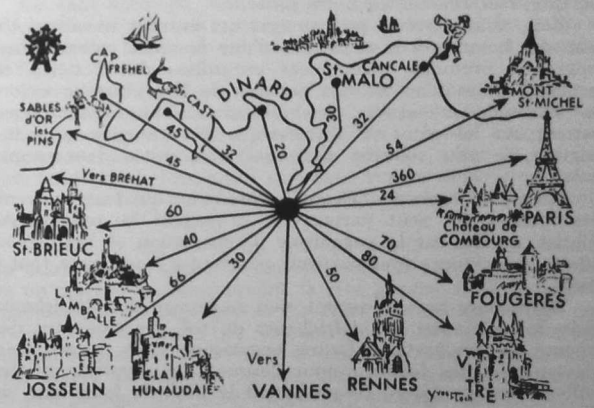 CAP
FREHEL
St. CAST
DINARD
St-
MALO
CANCALE
MONT
St-MICHEL
SABLES
d'OR
les
PINS
45
32
20
30
32
54
45
Vers BRÉHAT
360
24
PARIS
Château de
COMBOURG
St-BRIEUC
60
40
30
66
50
70
80
LAMBALLE
FOUGÈRES
JOSSELIN
LA
HUNAUDAIE
Vers
VANNES
RENNES
VITRÉ